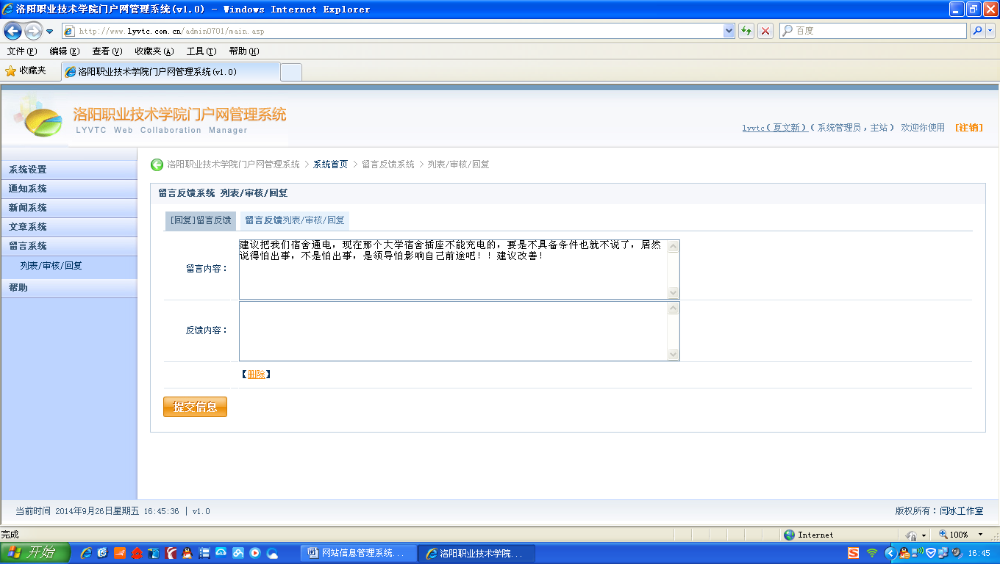 洛阳职业技术学院门户网管理系统(v1.0) - Windows Internet Explorer
http://www.lyvtc.com.cn/admin0701/main.asp
百度
文件(F) 编辑(E) 查看(V) 收藏夹(A) 工具(T) 帮助(H)
收藏夹 洛阳职业技术学院门户网管理系统(v1.0)
洛阳职业技术学院门户网管理系统
LYVTC Web Collaboration Manager
lyvtc(夏文新)(系统管理员,主站) 欢迎你使用 [注销]
系统设置
通知系统
新闻系统
文章系统
留言系统
列表/审核/回复
帮助
洛阳职业技术学院门户网管理系统 > 系统首页 > 留言反馈系统 > 列表/审核/回复
留言反馈系统 列表/审核/回复
[回复]留言反馈 留言反馈列表/审核/回复
留言内容:
建议把我们宿舍通电，现在那个大学宿舍插座不能充电的，要是不具备条件也就不说了，居然
说得怕出事，不是怕出事，是领导怕影响自己前途吧！！建议改善！
反馈内容:
【删除】
提交信息
当前时间 2014年9月26日星期五 16:45:36 | v1.0
版权所有:闫冰工作室
完成
Internet
100%
开始
网站信息管理系统...
洛阳职业技术学院...
16:45